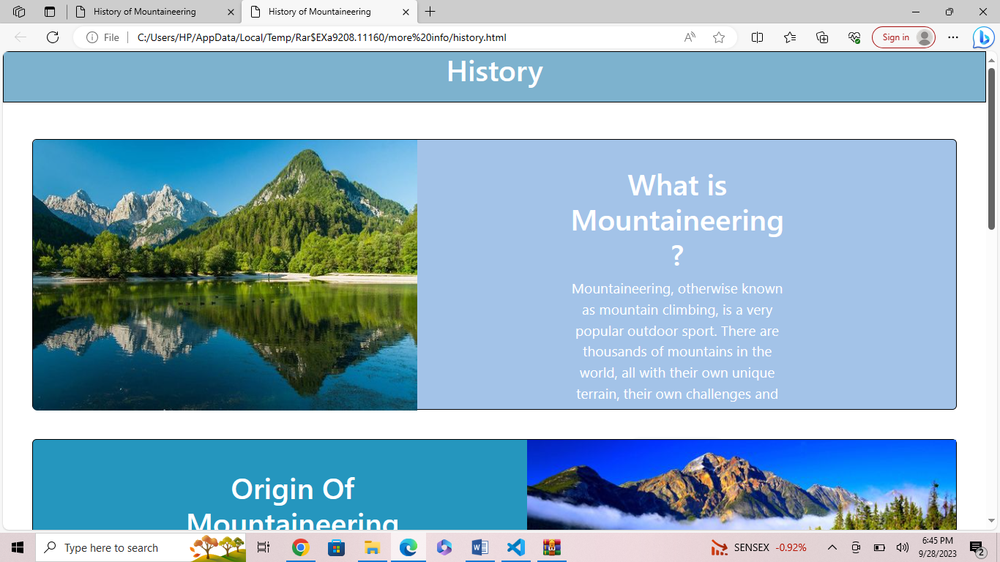 History of Mountaineering
History of Mountaineering
File
C:/Users/HP/AppData/Local/Temp/Rar$EXa9208.11160/more%20info/history.html
Sign in
History
What is
Mountaineering
?
Mountaineering, otherwise known
as mountain climbing, is a very
popular outdoor sport. There are
thousands of mountains in the
world, all with their own unique
terrain, their own challenges and
Origin Of
Mountaineering
Type here to search
SENSEX -0.92%
6:45 PM
9/28/2023
2